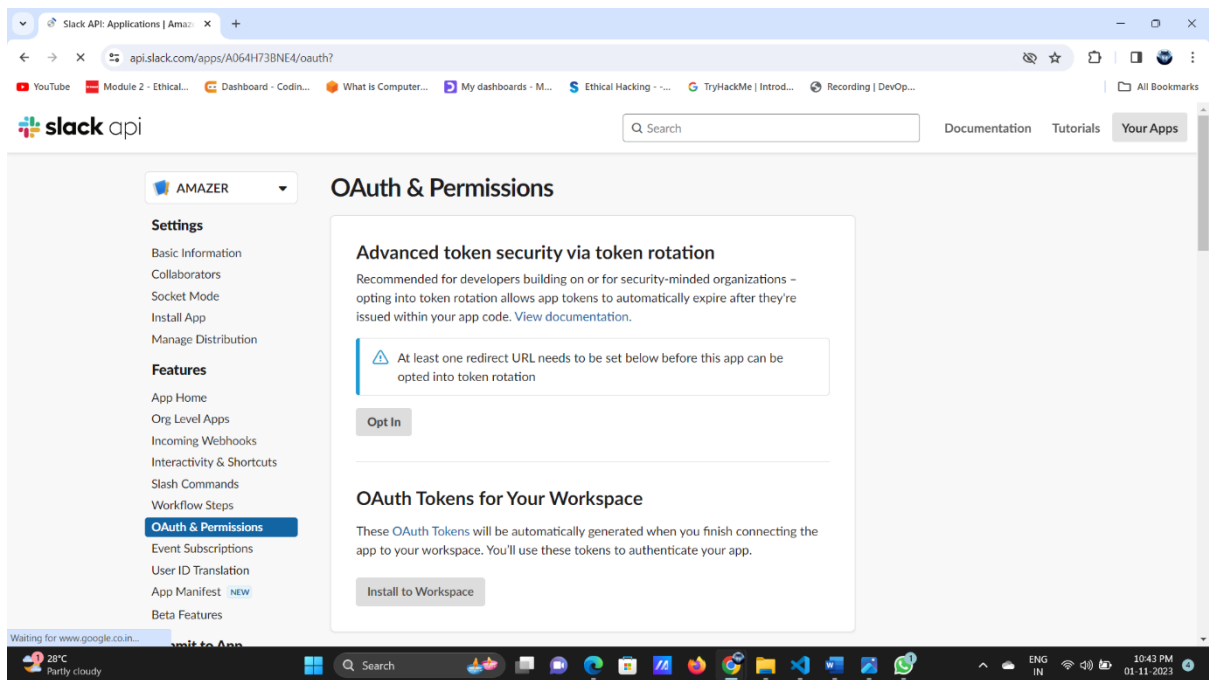 Slack API: Applications | Amaz
api.slack.com/apps/A064H73BNE4/oauth?
YouTube
Module 2 - Ethical...
Dashboard - Codin...
What is Computer...
My dashboards - M...
Ethical Hacking - -...
TryHackMe | Introd...
Recording | DevOp...
All Bookmarks
slack api
Search
Documentation
Tutorials
Your Apps
AMAZER
Settings
Basic Information
Collaborators
Socket Mode
Install App
Manage Distribution
Features
App Home
Org Level Apps
Incoming Webhooks
Interactivity & Shortcuts
Slash Commands
Workflow Steps
OAuth & Permissions
Event Subscriptions
User ID Translation
App Manifest NEW
Beta Features
OAuth & Permissions
Advanced token security via token rotation
Recommended for developers building on or for security-minded organizations –
opting into token rotation allows app tokens to automatically expire after they're
issued within your app code. View documentation.
At least one redirect URL needs to be set below before this app can be
opted into token rotation
Opt In
OAuth Tokens for Your Workspace
These OAuth Tokens will be automatically generated when you finish connecting the
app to your workspace. You'll use these tokens to authenticate your app.
Install to Workspace
Waiting for www.google.co.in...
1
28°C
Partly cloudy
Search
ENG
IN
10:43 PM
01-11-2023
4